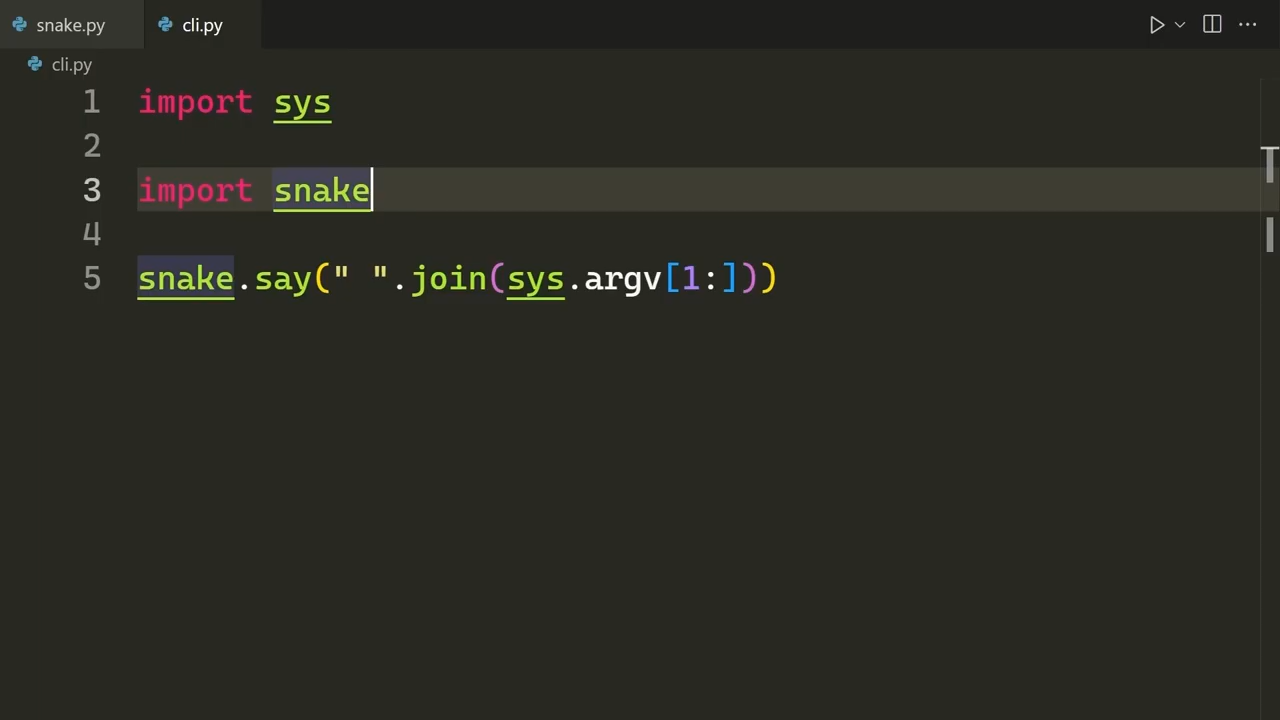 snake.py cli.py
cli.py
1 import sys
2
3 import snake
4
5 snake.say(" ".join(sys.argv[1:]))